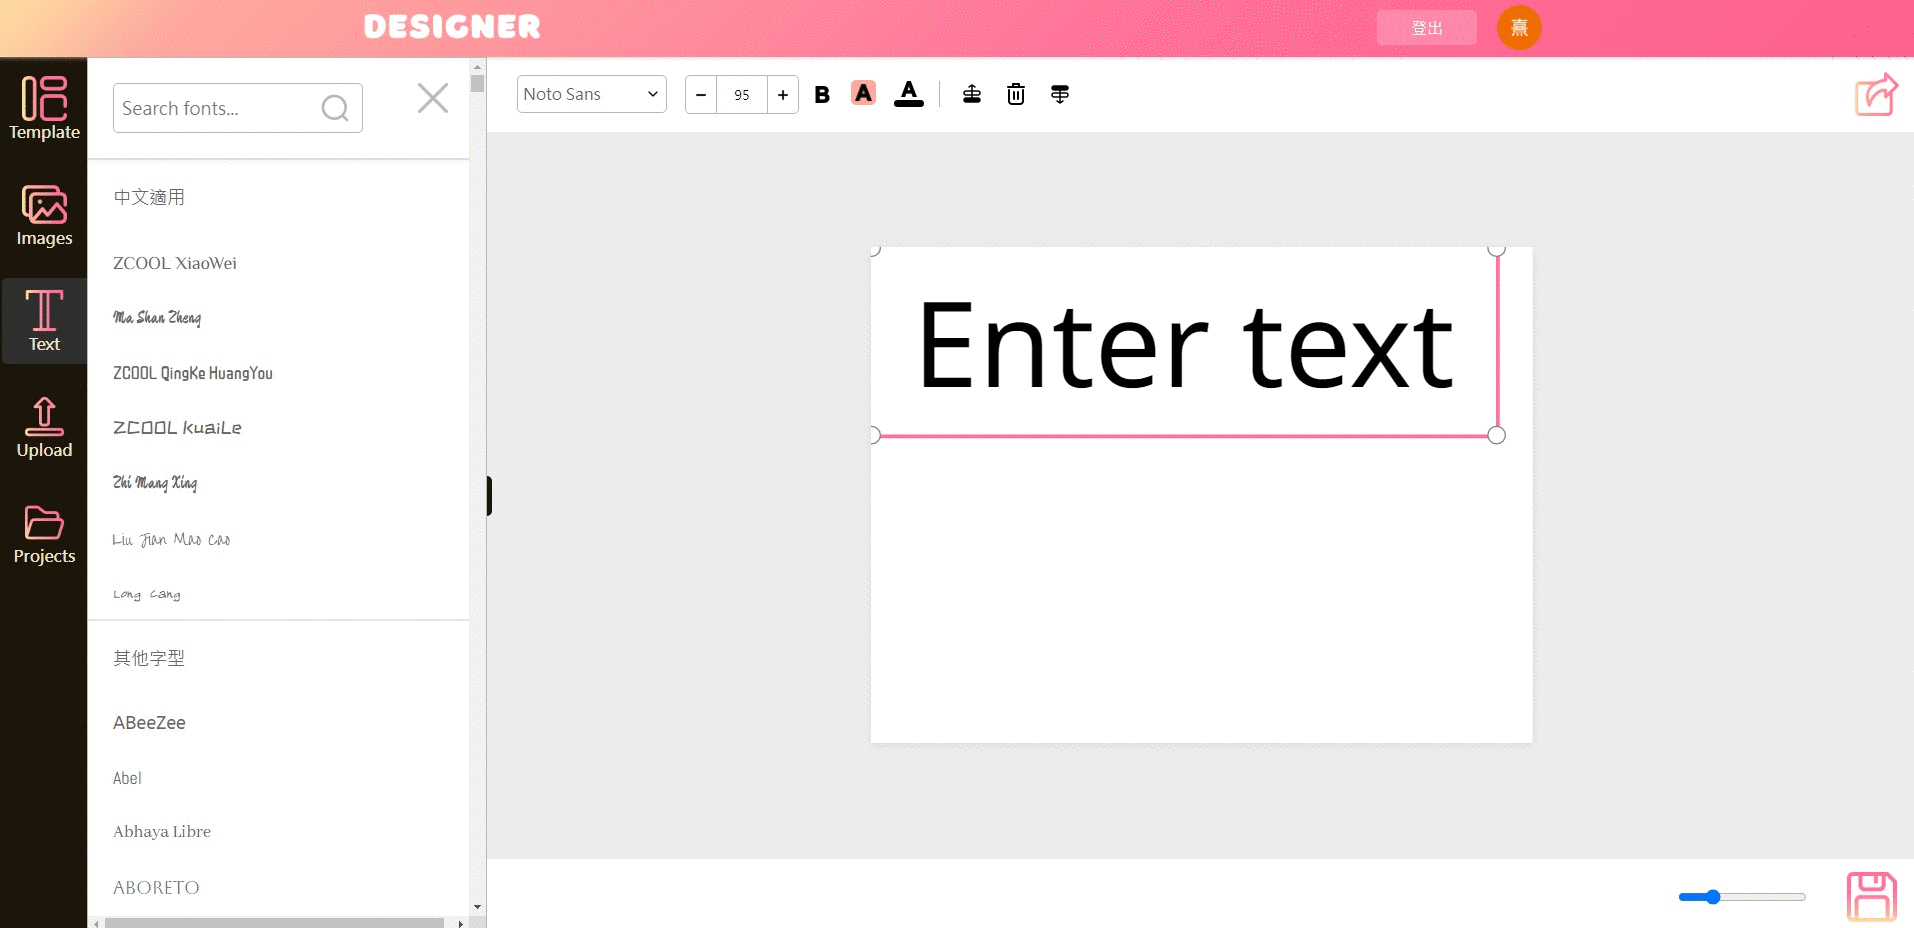 DESIGNER
登出
熹
Template
Images
Text
Upload
Projects
Search fonts...
中文適用
ZCOOL XiaoWei
Ma Shan Zheng
ZCOOL QingKe HuangYou
ZCOOL KuaiLe
Zhi Mang Xing
Liu Jian Mao Cao
Long Cang
其他字型
ABeeZee
Abel
Abhaya Libre
ABORETO
Noto Sans
− 95 +
B A A
Enter text